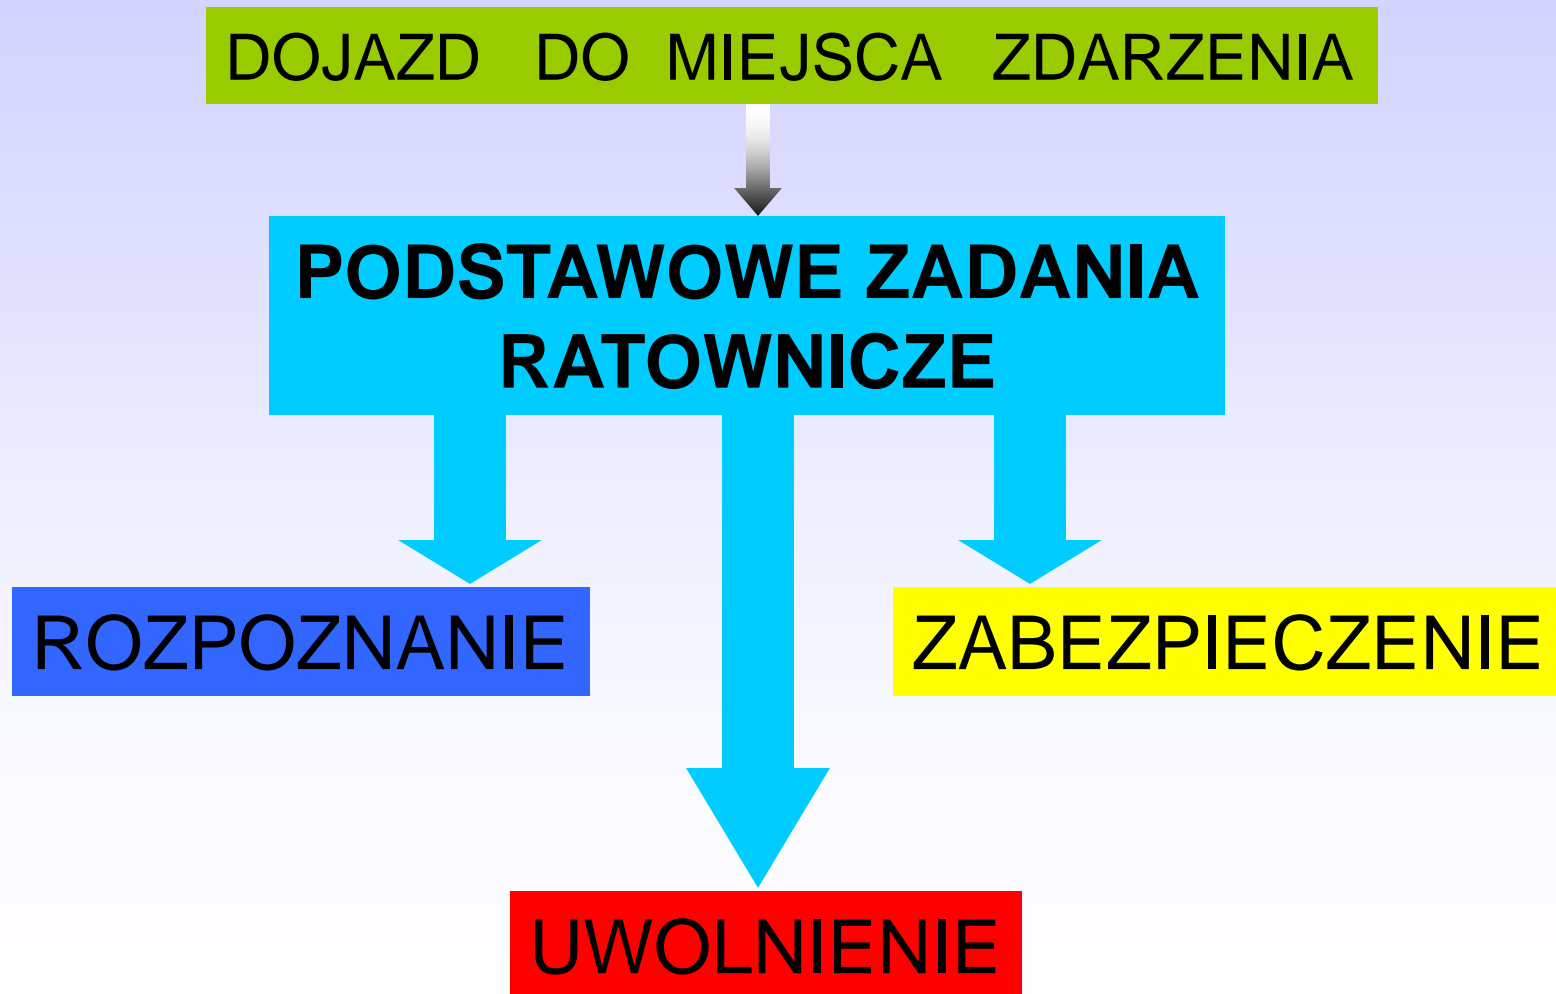 DOJAZD DO MIEJSCA ZDARZENIA
PODSTAWOWE ZADANIA
RATOWNICZE
ROZPOZNANIE
ZABEZPIECZENIE
UWOLNIENIE